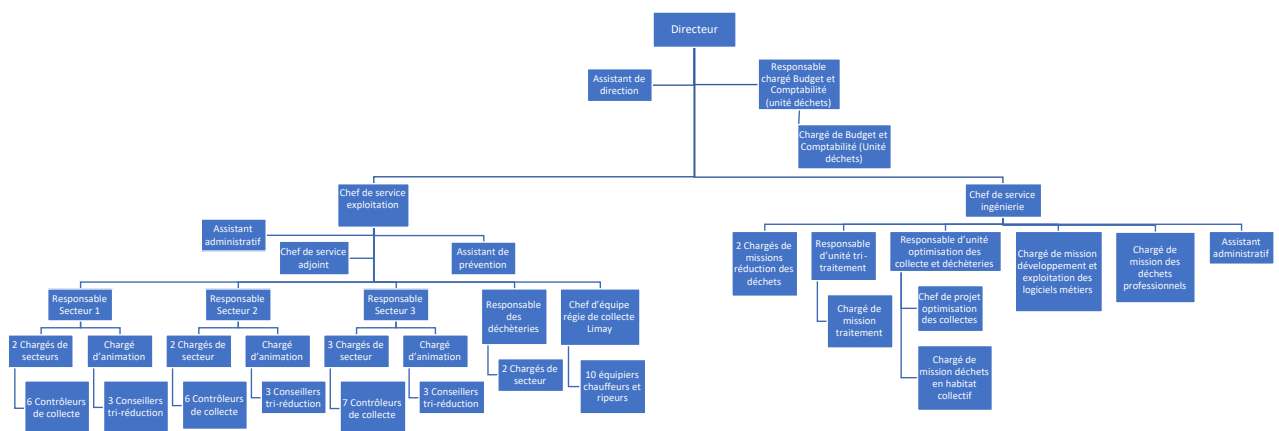 Directeur
Assistant de
direction
Responsable
chargé Budget et
Comptabilité
(unité déchets)
Chargé de Budget et
Comptabilité (Unité
déchets)
Chef de service
exploitation
Chef de service
ingénierie
Assistant
administratif
Chef de service
adjoint
Assistant de
prévention
2 Chargés de
missions
réduction des
déchets
Responsable
d’unité tri-
traitement
Responsable d’unité
optimisation des
collecte et déchèteries
Chargé de mission
développement et
exploitation des
logiciels métiers
Chargé de
mission des
déchets
professionnels
Assistant
administratif
Chargé de
mission
traitement
Chef de projet
optimisation
des collectes
Chargé de
mission déchets
en habitat
collectif
Responsable
Secteur 1
Responsable
Secteur 2
Responsable
Secteur 3
Responsable
des
déchèteries
Chef d’équipe
régie de collecte
Limay
2 Chargés de
secteurs
Chargé
d’animation
2 Chargés de
secteur
Chargé
d’animation
3 Chargés de
secteur
Chargé
d’animation
2 Chargés de
secteur
10 équipiers
chauffeurs et
ripeurs
6 Contrôleurs
de collecte
3 Conseillers
tri-réduction
6 Contrôleurs
de collecte
3 Conseillers
tri-réduction
7 Contrôleurs
de collecte
3 Conseillers
tri-réduction